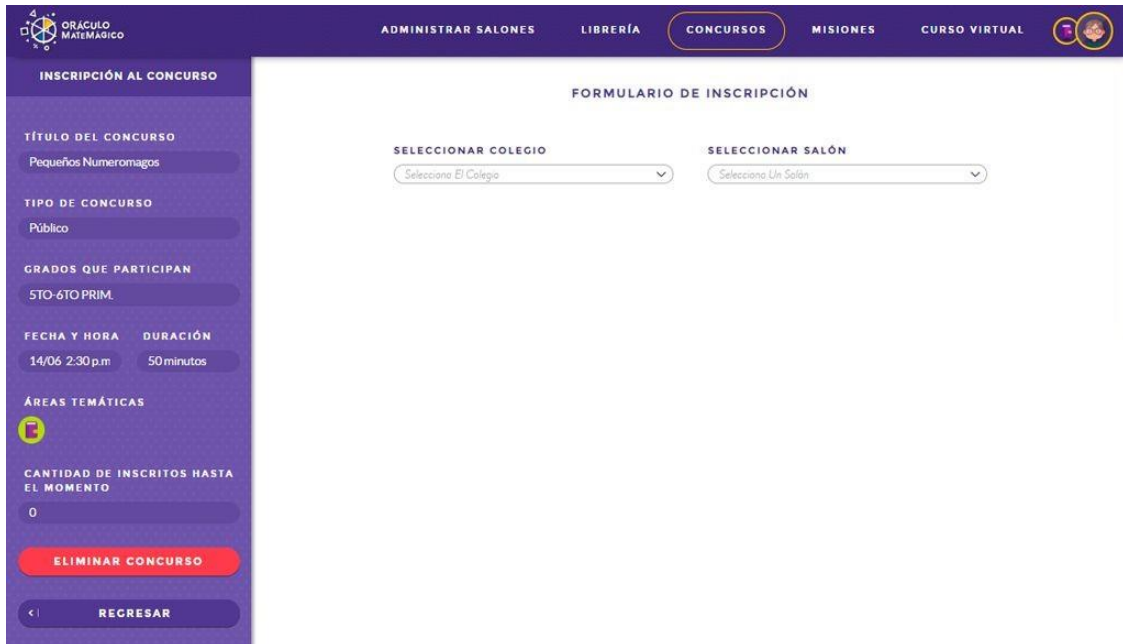 ORÁCULO
MATEMÁGICO
ADMINISTRAR SALONES
LIBRERÍA
CONCURSOS
MISIONES
CURSO VIRTUAL
INSCRIPCIÓN AL CONCURSO
FORMULARIO DE INSCRIPCIÓN
TÍTULO DEL CONCURSO
Pequeños Numeromagos
TIPO DE CONCURSO
Público
GRADOS QUE PARTICIPAN
5TO-6TO PRIM.
FECHA Y HORA
DURACIÓN
14/06 2:30 p.m
50 minutos
ÁREAS TEMÁTICAS
CANTIDAD DE INSCRITOS HASTA
EL MOMENTO
0
ELIMINAR CONCURSO
REGRESAR
SELECCIONAR COLEGIO
Selecciona El Colegio
SELECCIONAR SALÓN
Selecciona Un Salón